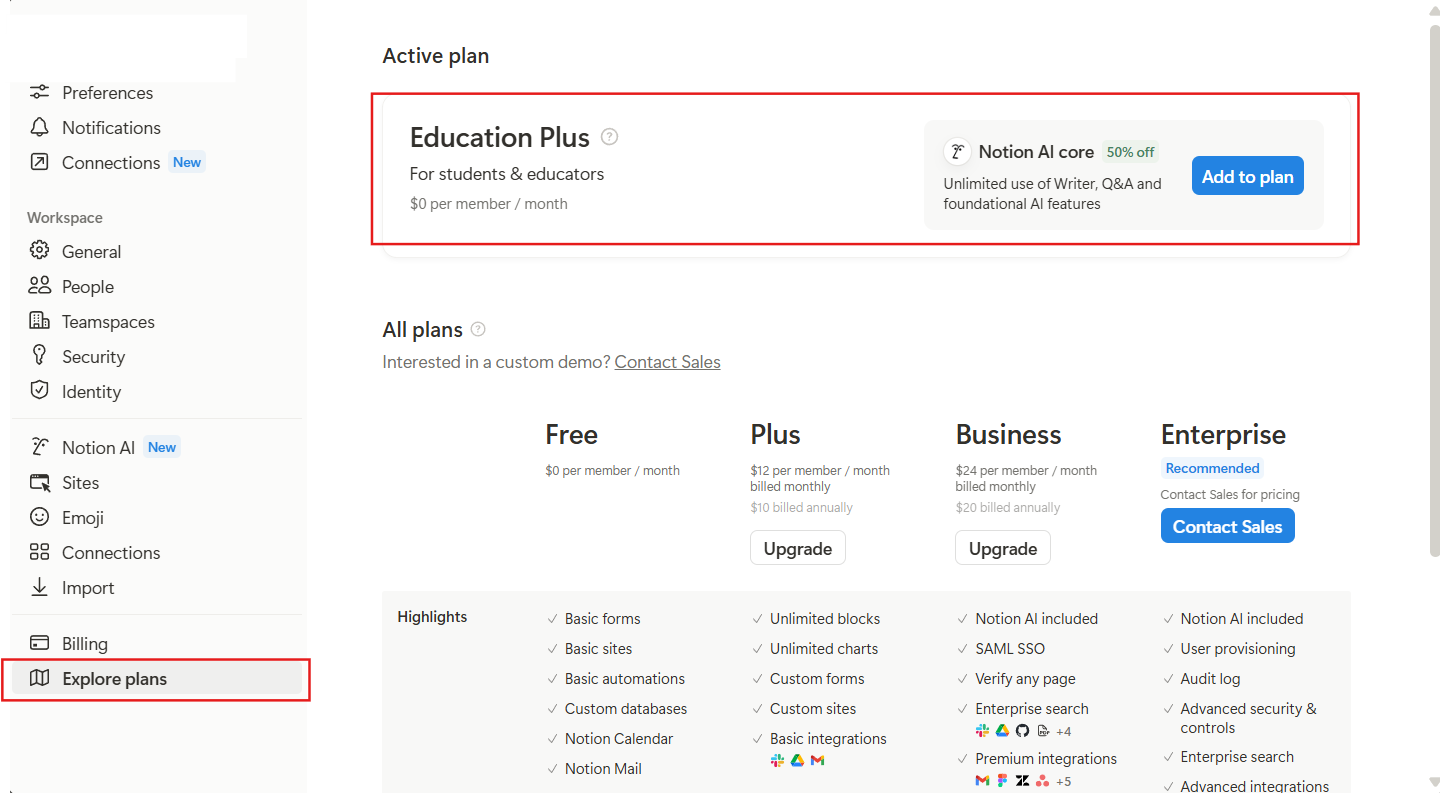 Preferences
Notifications
Connections New
Workspace
General
People
Teamspaces
Security
Identity
Notion AI New
Sites
Emoji
Connections
Import
Billing
Explore plans
Active plan
Education Plus ?
For students & educators
$0 per member / month
Notion AI core 50% off
Unlimited use of Writer, Q&A and
foundational AI features
Add to plan
All plans ?
Interested in a custom demo? Contact Sales
Free
$0 per member / month
Plus
$12 per member / month
billed monthly
$10 billed annually
Upgrade
Business
$24 per member / month
billed monthly
$20 billed annually
Upgrade
Enterprise
Recommended
Contact Sales for pricing
Contact Sales
Highlights
Basic forms
Basic sites
Basic automations
Custom databases
Notion Calendar
Notion Mail
Unlimited blocks
Unlimited charts
Custom forms
Custom sites
Basic integrations
Notion AI included
SAML SSO
Verify any page
Enterprise search
+4
Premium integrations
+5
Notion AI included
User provisioning
Audit log
Advanced security &
controls
Enterprise search
Advanced integrations